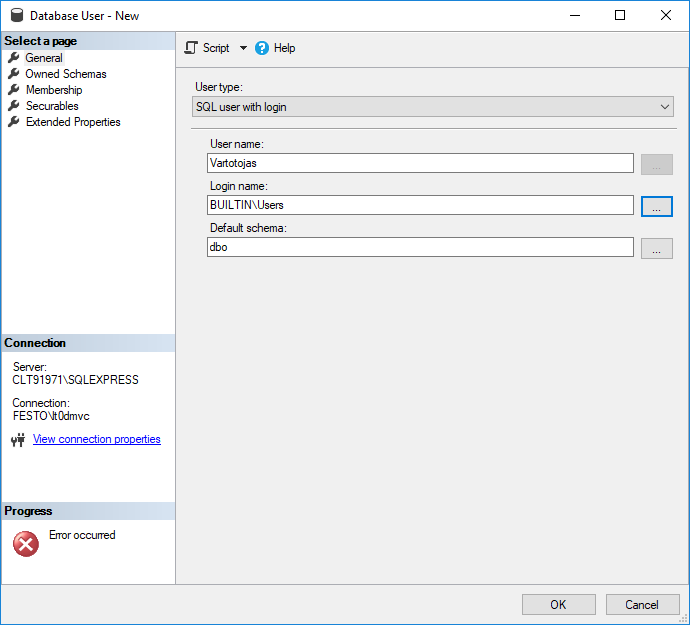 Database User - New
Select a page
General
Owned Schemas
Membership
Securables
Extended Properties
Connection
Server:
CLT91971\SQLEXPRESS
Connection:
FESTO\lt0dmvc
View connection properties
Progress
Error occurred
Script
Help
User type:
SQL user with login
User name:
Vartotojas
...
Login name:
BUILTIN\Users
...
Default schema:
dbo
...
OK
Cancel